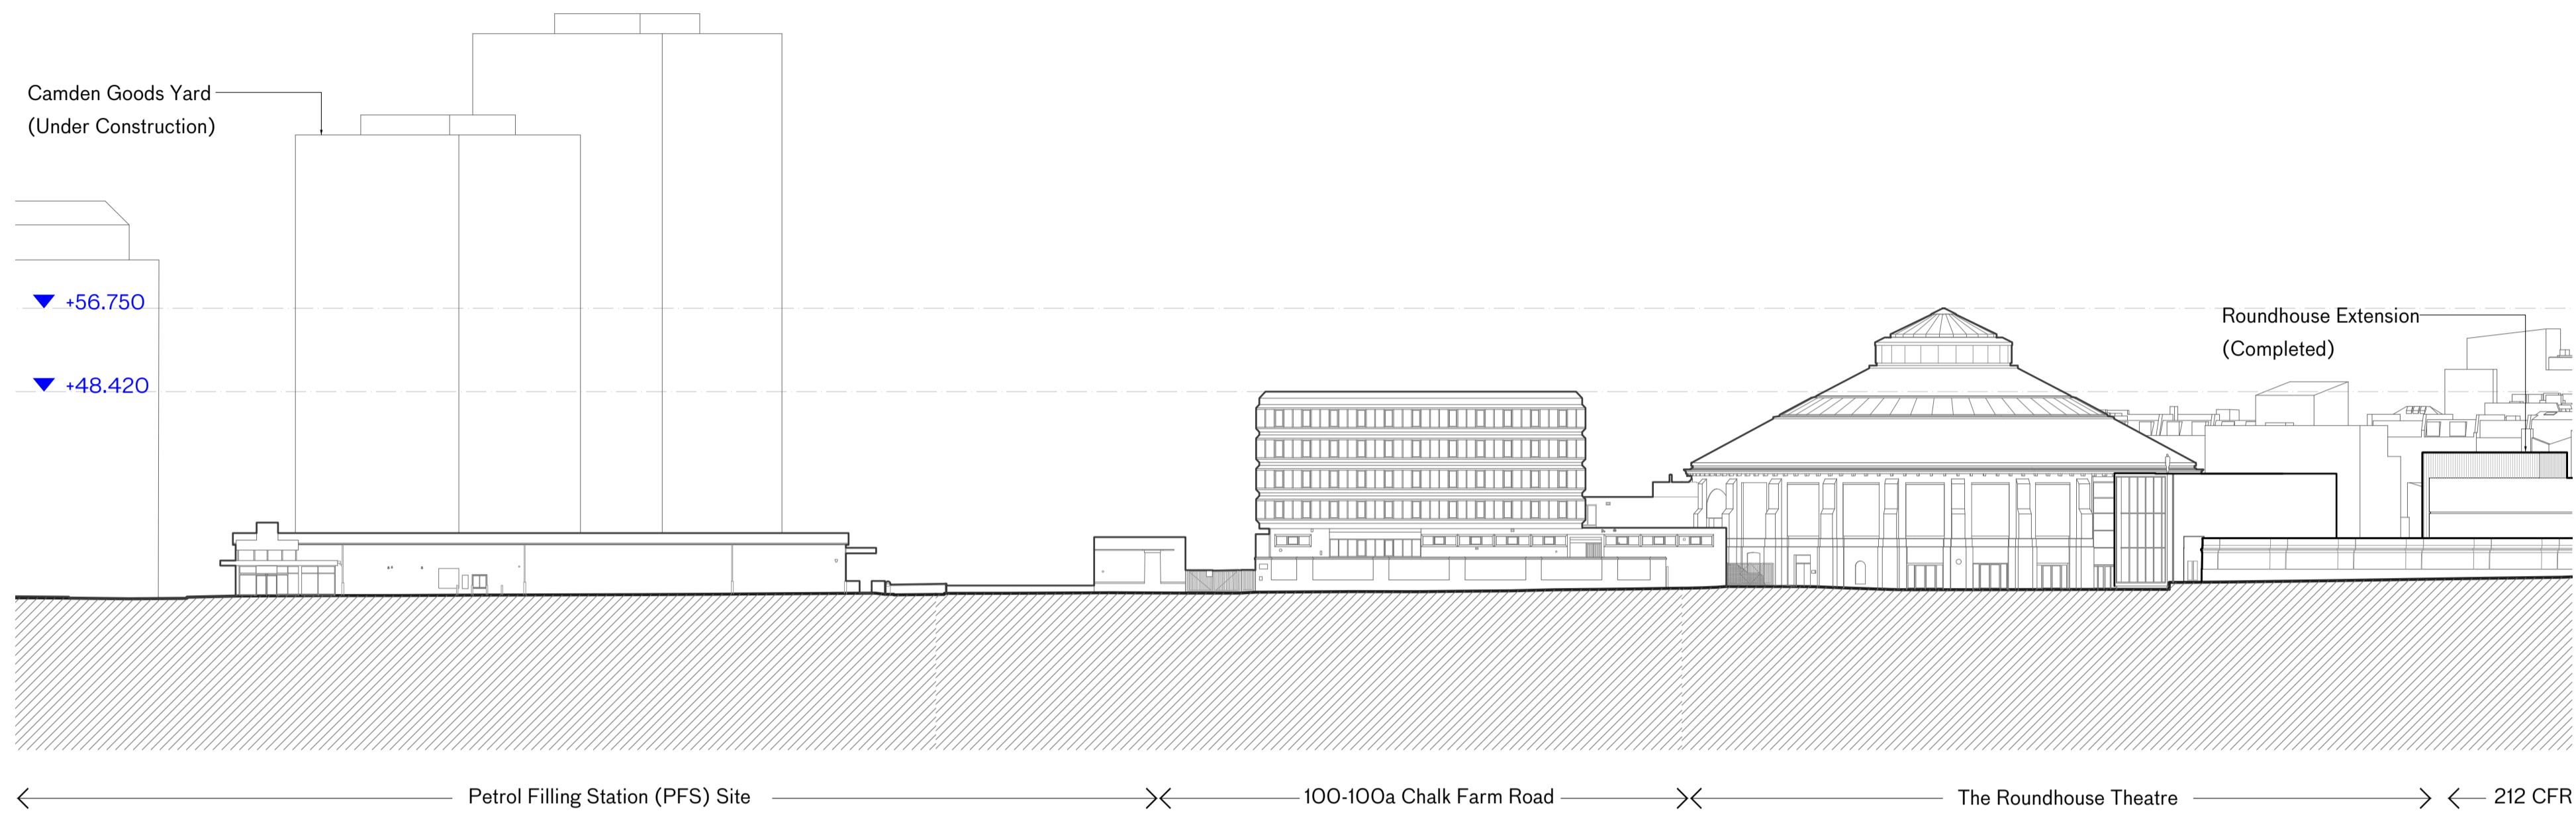 Camden Goods Yard
(Under Construction)
+56.750
Roundhouse Extension
(Completed)
+48.420
Petrol Filling Station (PFS) Site
100-100a Chalk Farm Road
The Roundhouse Theatre
212 CFR